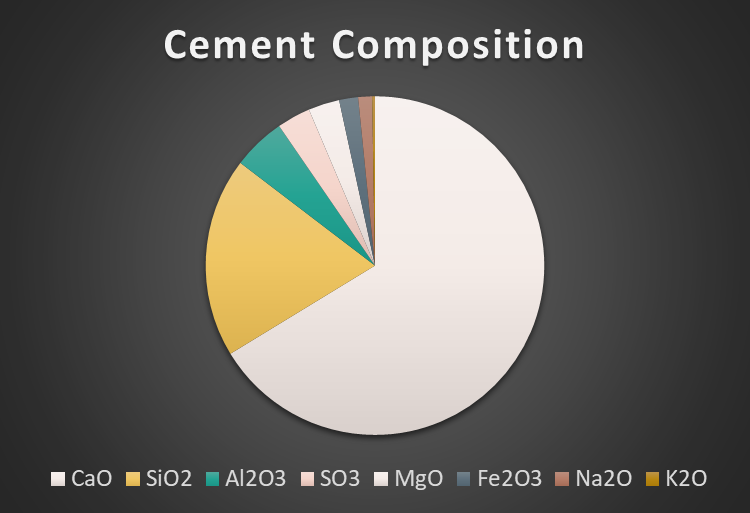 Cement Composition
CaO SiO2 Al2O3 SO3 MgO Fe2O3 Na2O K2O